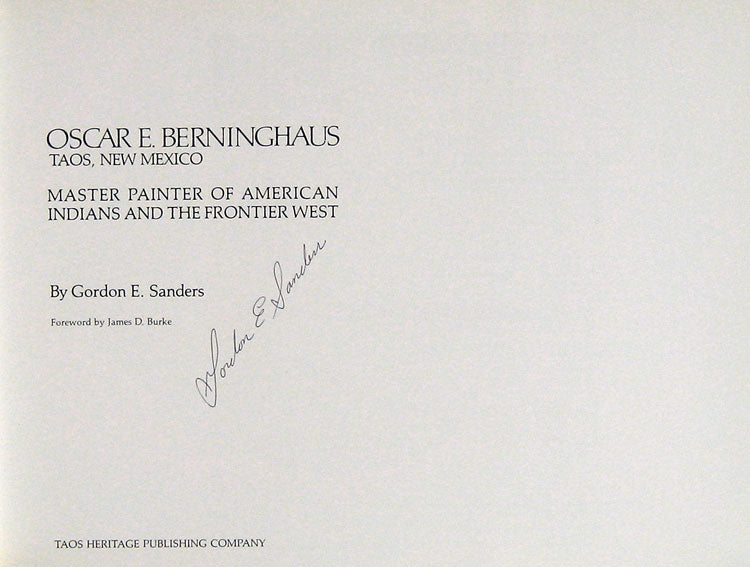 OSCAR E. BERNINGHAUS
TAOS, NEW MEXICO
MASTER PAINTER OF AMERICAN
INDIANS AND THE FRONTIER WEST
By Gordon E. Sanders
Foreword by James D. Burke
Gordon E Sanders
TAOS HERITAGE PUBLISHING COMPANY